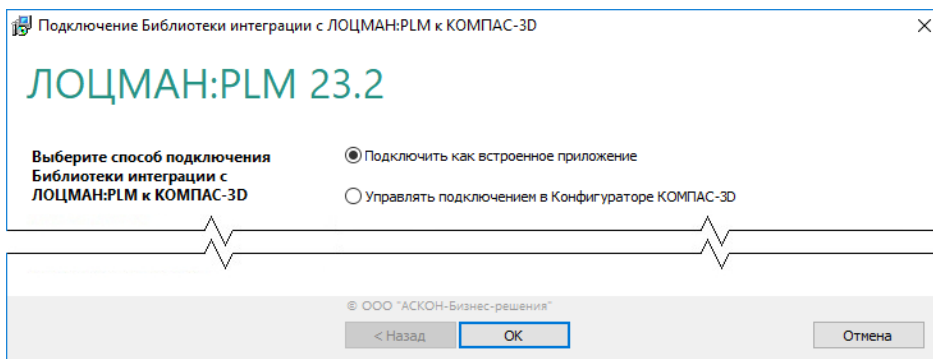 Подключение Библиотеки интеграции с ЛОЦМАН:PLM к КОМПАС-3D
ЛОЦМАН:PLM 23.2
Выберите способ подключения
Библиотеки интеграции с
ЛОЦМАН:PLM к КОМПАС-3D
Подключить как встроенное приложение
Управлять подключением в Конфигураторе КОМПАС-3D
© ООО "АСКОН-Бизнес-решения"
< Назад
OK
Отмена